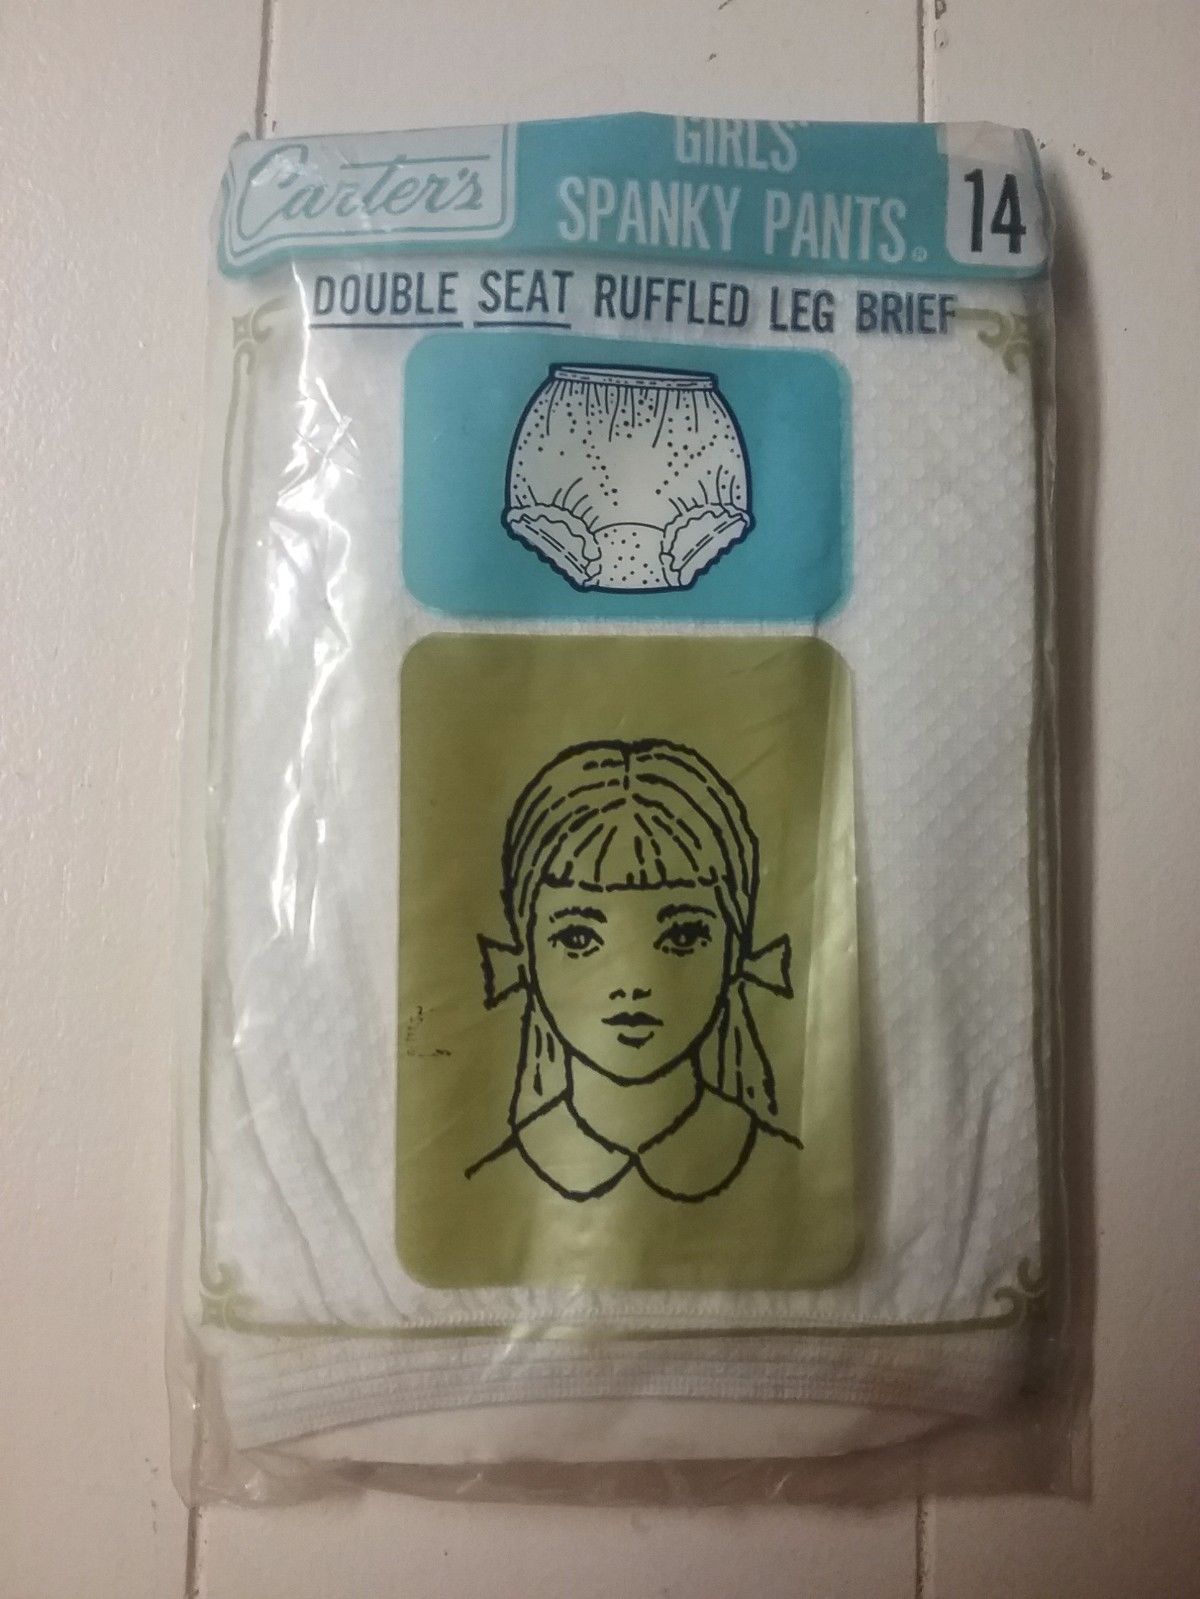 Carter's
GIRLS'
SPANKY PANTS®
14
DOUBLE SEAT RUFFLED LEG BRIEF